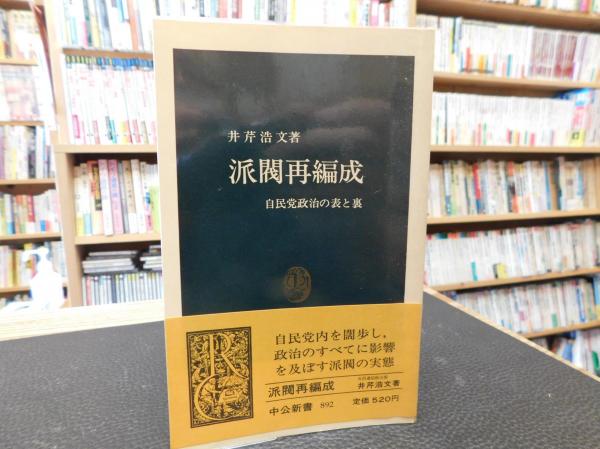 井芹浩文著
派閥再編成
自民党政治の表と裏
自民党内を闊歩し、
政治のすべてに影響
を及ぼす派閥の実態
派閥再編成
井芹浩文著
中公新書 892
定価520円